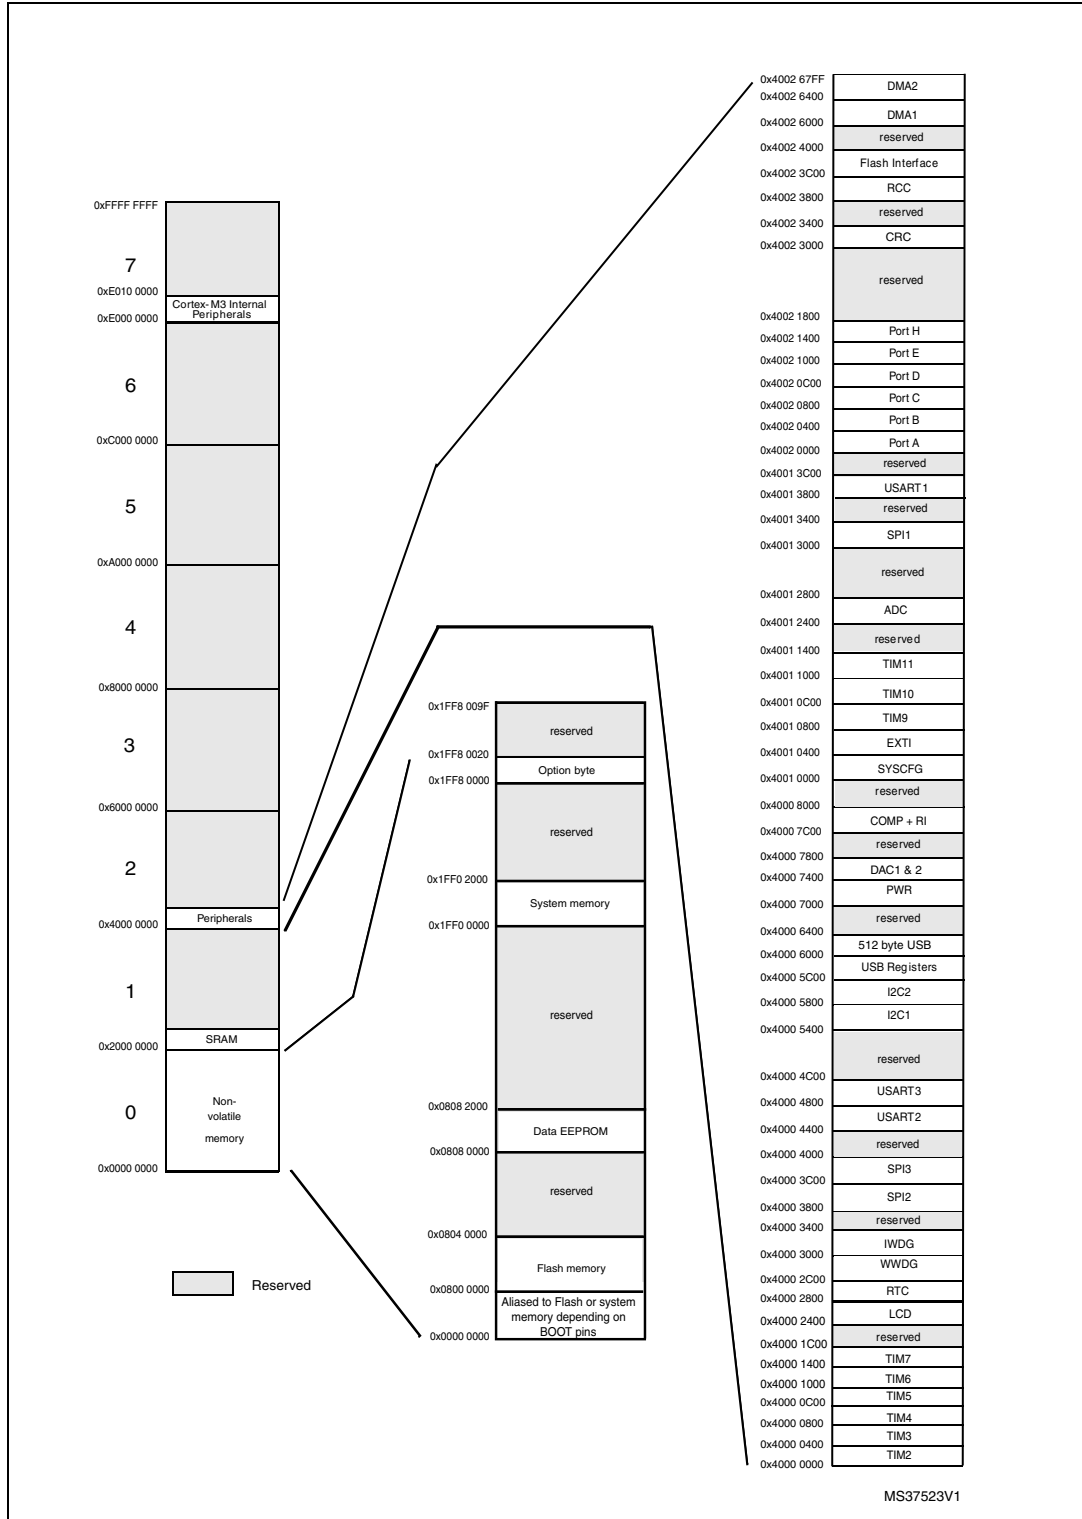 0xFFFF FFFF
7
0xE010 0000
Cortex-M3 Internal
Peripherals
0xE000 0000
6
0xC000 0000
5
0xA000 0000
4
0x8000 0000
3
0x6000 0000
2
Peripherals
0x4000 0000
1
SRAM
0x2000 0000
0
Non-
volatile
memory
0x0000 0000
Reserved
0x1FF8 009F
reserved
0x1FF8 0020
Option byte
0x1FF8 0000
reserved
0x1FF0 2000
System memory
0x1FF0 0000
reserved
0x0808 2000
Data EEPROM
0x0808 0000
reserved
0x0804 0000
Flash memory
0x0800 0000
Aliased to Flash or system
memory depending on
BOOT pins
0x0000 0000
0x4002 67FF
DMA2
0x4002 6400
DMA1
0x4002 6000
reserved
0x4002 4000
Flash Interface
0x4002 3C00
RCC
0x4002 3800
reserved
0x4002 3400
CRC
0x4002 3000
reserved
0x4002 1800
Port H
0x4002 1400
Port E
0x4002 1000
Port D
0x4002 0C00
Port C
0x4002 0800
Port B
0x4002 0400
Port A
0x4002 0000
reserved
0x4001 3C00
USART1
0x4001 3800
reserved
0x4001 3400
SPI1
0x4001 3000
reserved
0x4001 2800
ADC
0x4001 2400
reserved
0x4001 1400
TIM11
0x4001 1000
TIM10
0x4001 0C00
TIM9
0x4001 0800
EXTI
0x4001 0400
SYSCFG
0x4001 0000
reserved
0x4000 8000
COMP + RI
0x4000 7C00
reserved
0x4000 7800
DAC1 & 2
0x4000 7400
PWR
0x4000 7000
reserved
0x4000 6400
512 byte USB
0x4000 6000
USB Registers
0x4000 5C00
I2C2
0x4000 5800
I2C1
0x4000 5400
reserved
0x4000 4C00
USART3
0x4000 4800
USART2
0x4000 4400
reserved
0x4000 4000
SPI3
0x4000 3C00
SPI2
0x4000 3800
reserved
0x4000 3400
IWDG
0x4000 3000
WWDG
0x4000 2C00
RTC
0x4000 2800
LCD
0x4000 2400
reserved
0x4000 1C00
TIM7
0x4000 1400
TIM6
0x4000 1000
TIM5
0x4000 0C00
TIM4
0x4000 0800
TIM3
0x4000 0400
TIM2
0x4000 0000
MS37523V1